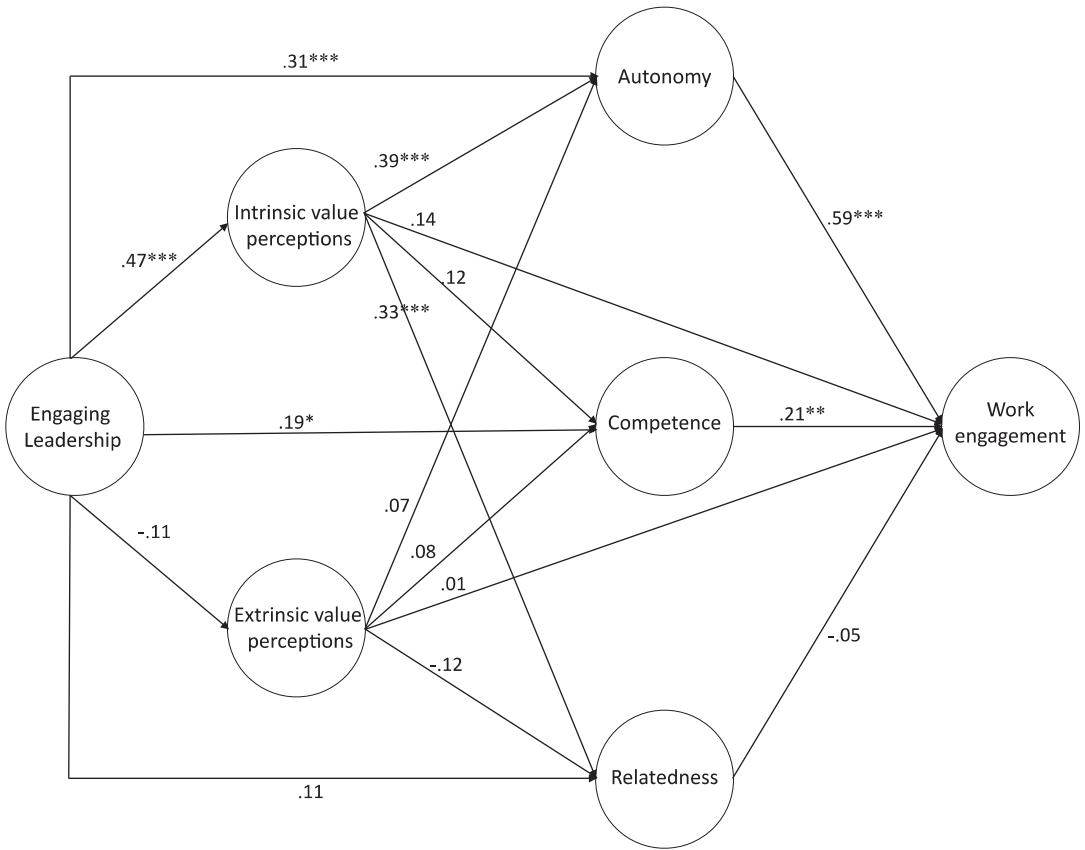 .31***
Autonomy
.39***
Intrinsic value
perceptions
.14
.59***
.47***
.12
.33***
Engaging
Leadership
.19*
Competence
.21**
Work
engagement
.07
-.11
.08
.01
Extrinsic value
perceptions
-.05
-.12
Relatedness
.11